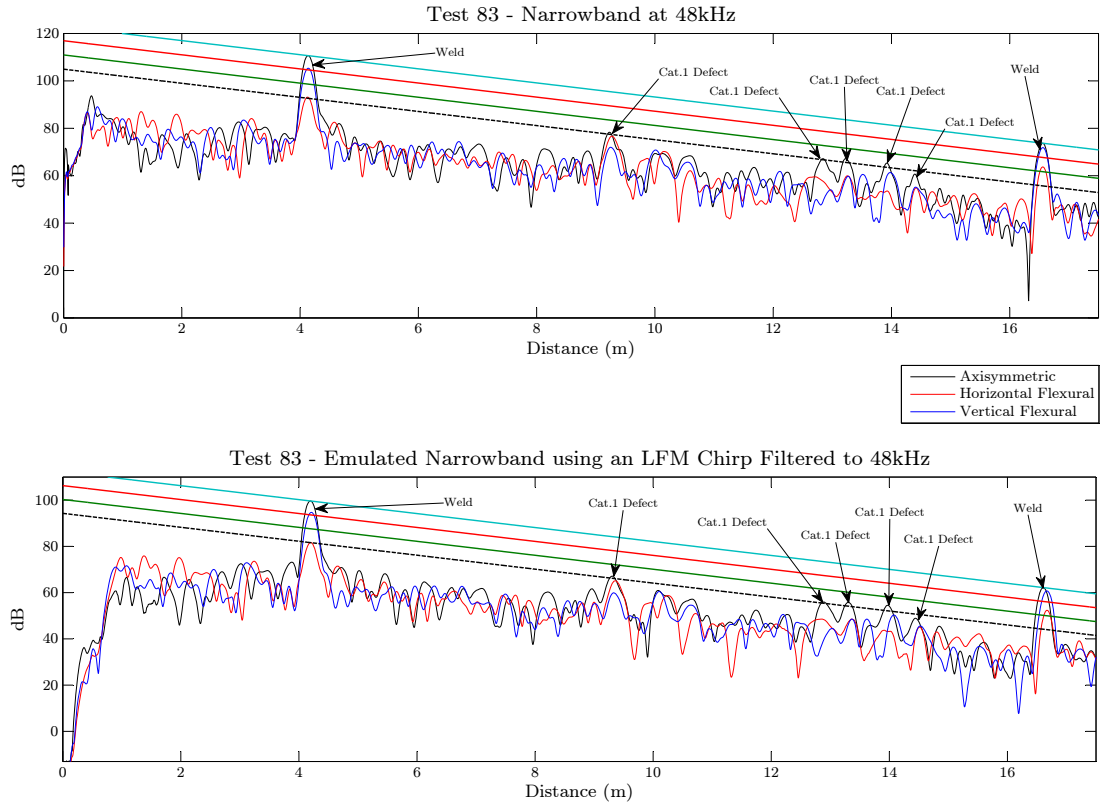 Test 83 - Narrowband at 48kHz
120
100
80
60
40
20
0
dB
Weld
Cat.1 Defect
Cat.1 Defect
Cat.1 Defect
Cat.1 Defect
Cat.1 Defect
Weld
0 2 4 6 8 10 12 14 16
Distance (m)
Axisymmetric
Horizontal Flexural
Vertical Flexural
Test 83 - Emulated Narrowband using an LFM Chirp Filtered to 48kHz
100
80
60
40
20
0
dB
Weld
Cat.1 Defect
Cat.1 Defect
Cat.1 Defect
Cat.1 Defect
Cat.1 Defect
Weld
0 2 4 6 8 10 12 14 16
Distance (m)